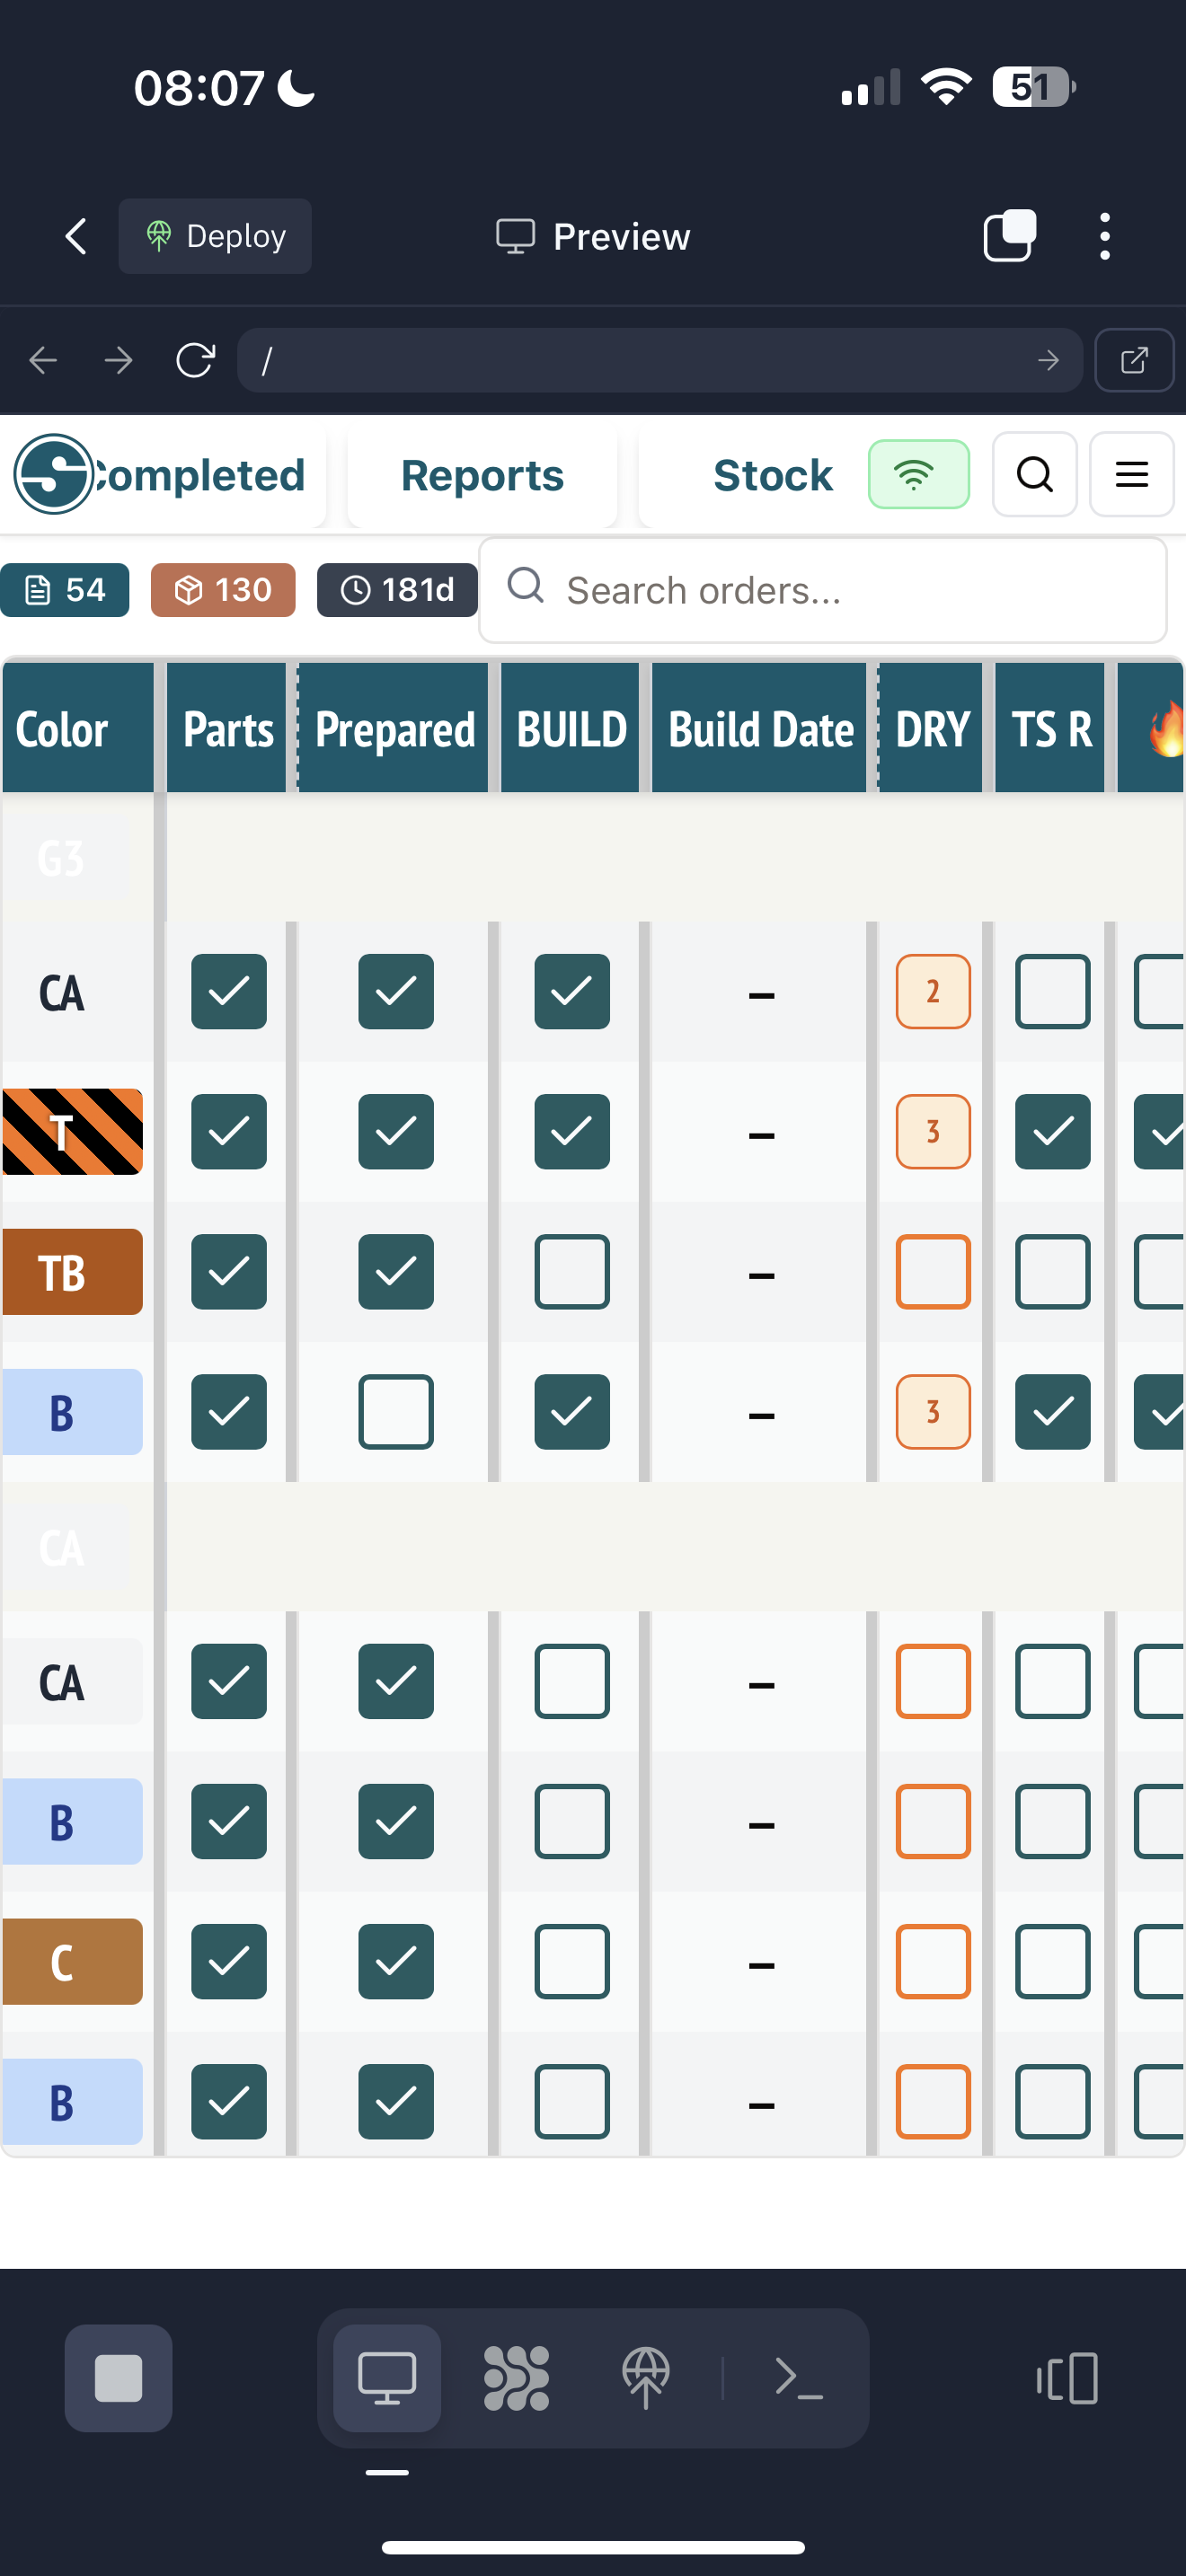 08:07
51
Deploy
Preview
/
Completed
Reports
Stock
54
130
181d
Search orders...
Color Parts Prepared BUILD Build Date DRY TS R 🔥
G3
CA – 2
T – 3
TB –
B – 3
CA
CA –
B –
C –
B –